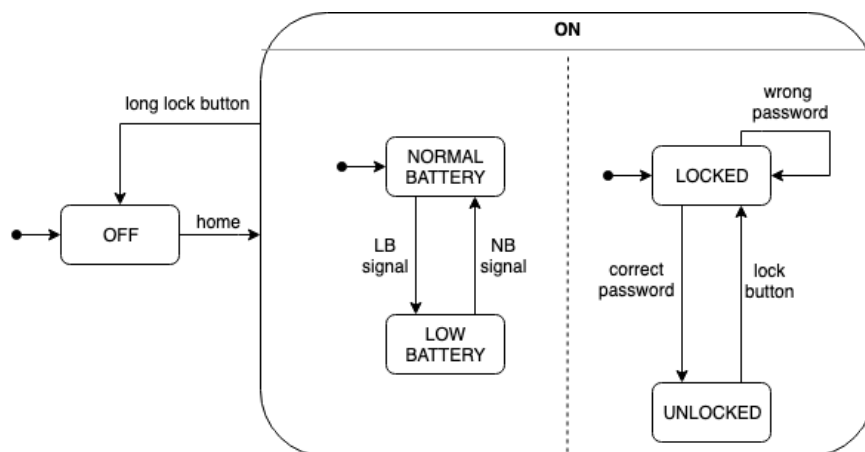 ON
long lock button
OFF
home
NORMAL
BATTERY
LB
signal
NB
signal
LOW
BATTERY
wrong
password
LOCKED
correct
password
lock
button
UNLOCKED